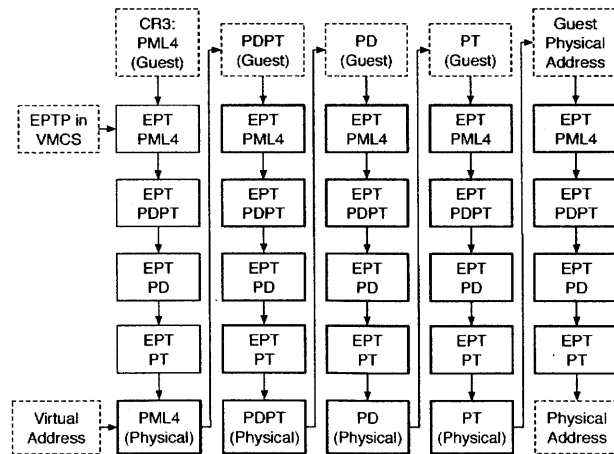 CR3:
PML4
(Guest)
PDPT
(Guest)
PD
(Guest)
PT
(Guest)
Guest
Physical
Address
EPTP in
VMCS
EPT
PML4
EPT
PML4
EPT
PML4
EPT
PML4
EPT
PML4
EPT
PDPT
EPT
PDPT
EPT
PDPT
EPT
PDPT
EPT
PDPT
EPT
PD
EPT
PD
EPT
PD
EPT
PD
EPT
PD
EPT
PT
EPT
PT
EPT
PT
EPT
PT
EPT
PT
Virtual
Address
PML4
(Physical)
PDPT
(Physical)
PD
(Physical)
PT
(Physical)
Physical
Address